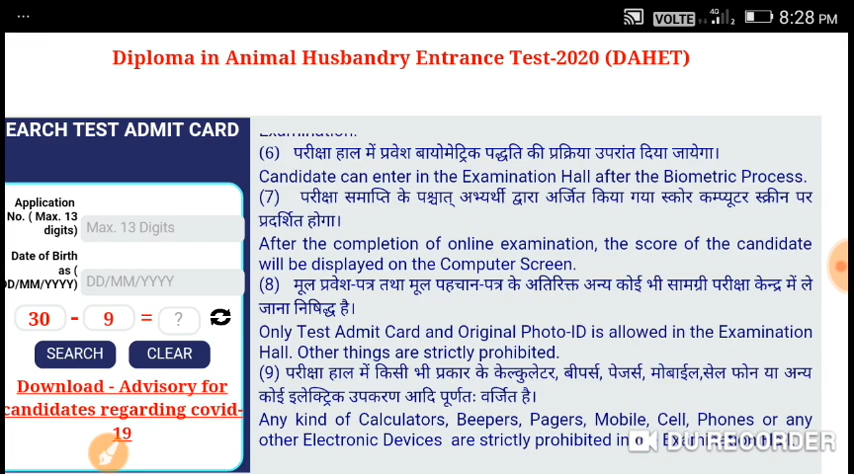 ...
VOLTE 4G 2 8:28 PM
Diploma in Animal Husbandry Entrance Test-2020 (DAHET)
EARCH TEST ADMIT CARD
Application
No. ( Max. 13
digits)
Max. 13 Digits
Date of Birth
as (
DD/MM/YYYY)
DD/MM/YYYY
30 - 9 = ?
SEARCH CLEAR
Download - Advisory for
candidates regarding covid-
19
Examination.
(6) परीक्षा हाल में प्रवेश बायोमेट्रिक पद्धति की प्रक्रिया उपरांत दिया जायेगा।
Candidate can enter in the Examination Hall after the Biometric Process.
(7) परीक्षा समाप्ति के पश्चात् अभ्यर्थी द्वारा अर्जित किया गया स्कोर कम्प्यूटर स्क्रीन पर
प्रदर्शित होगा।
After the completion of online examination, the score of the candidate
will be displayed on the Computer Screen.
(8) मूल प्रवेश-पत्र तथा मूल पहचान-पत्र के अतिरिक्त अन्य कोई भी सामग्री परीक्षा केन्द्र में ले
जाना निषिद्ध है।
Only Test Admit Card and Original Photo-ID is allowed in the Examination
Hall. Other things are strictly prohibited.
(9) परीक्षा हाल में किसी भी प्रकार के केल्कुलेटर, बीपर्स, पेजर्स, मोबाईल,सेल फोन या अन्य
कोई इलेक्ट्रिक उपकरण आदि पूर्णतः वर्जित है।
Any kind of Calculators, Beepers, Pagers, Mobile, Cell, Phones or any
other Electronic Devices are strictly prohibited in
DU RECORDER